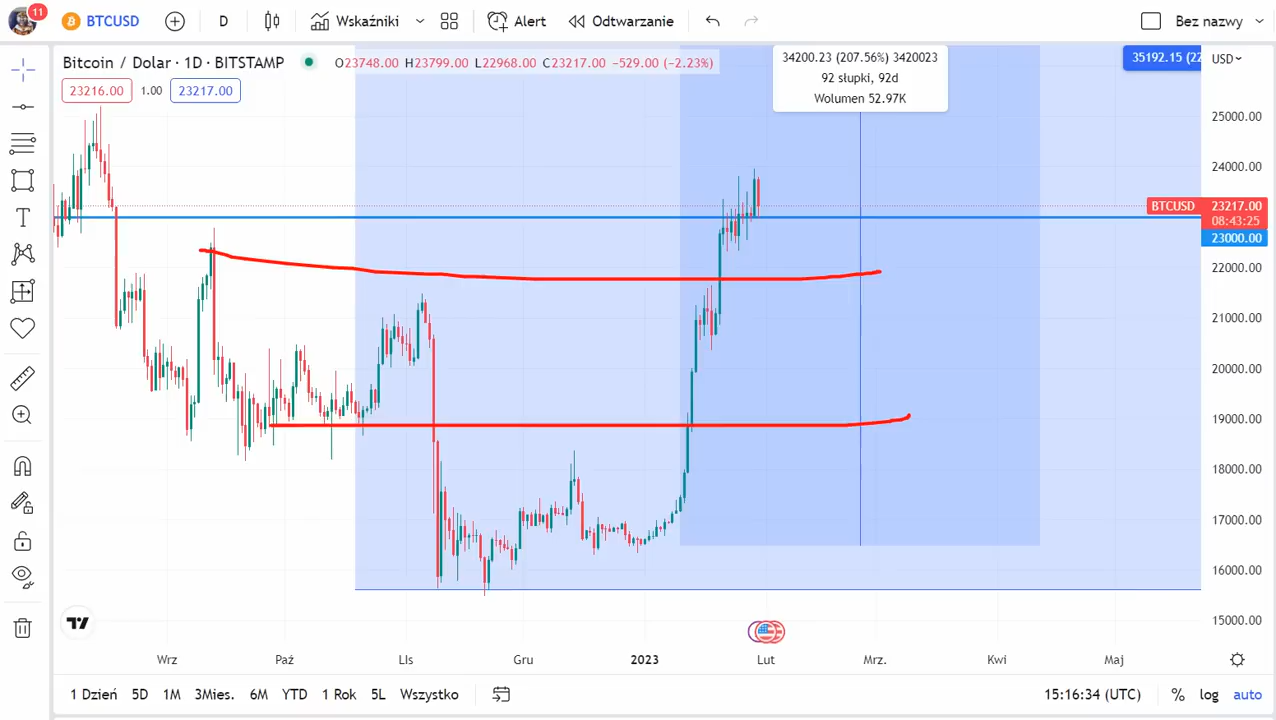 11
BTCUSD
D
Wskaźniki
Alert
Odtwarzanie
Bez nazwy
Bitcoin / Dolar · 1D · BITSTAMP
O23748.00 H23799.00 L22968.00 C23217.00 -529.00 (-2.23%)
23216.00 1.00 23217.00
34200.23 (207.56%) 3420023
92 słupki, 92d
Wolumen 52.97K
35192.15 (22
USD
25000.00
24000.00
BTCUSD 23217.00
08:43:25
23000.00
22000.00
21000.00
20000.00
19000.00
18000.00
17000.00
16000.00
15000.00
Wrz Paź LIs Gru 2023 Lut Mrz. Kwi Maj
1 Dzień 5D 1M 3Mies. 6M YTD 1 Rok 5L Wszystko
15:16:34 (UTC) % log auto